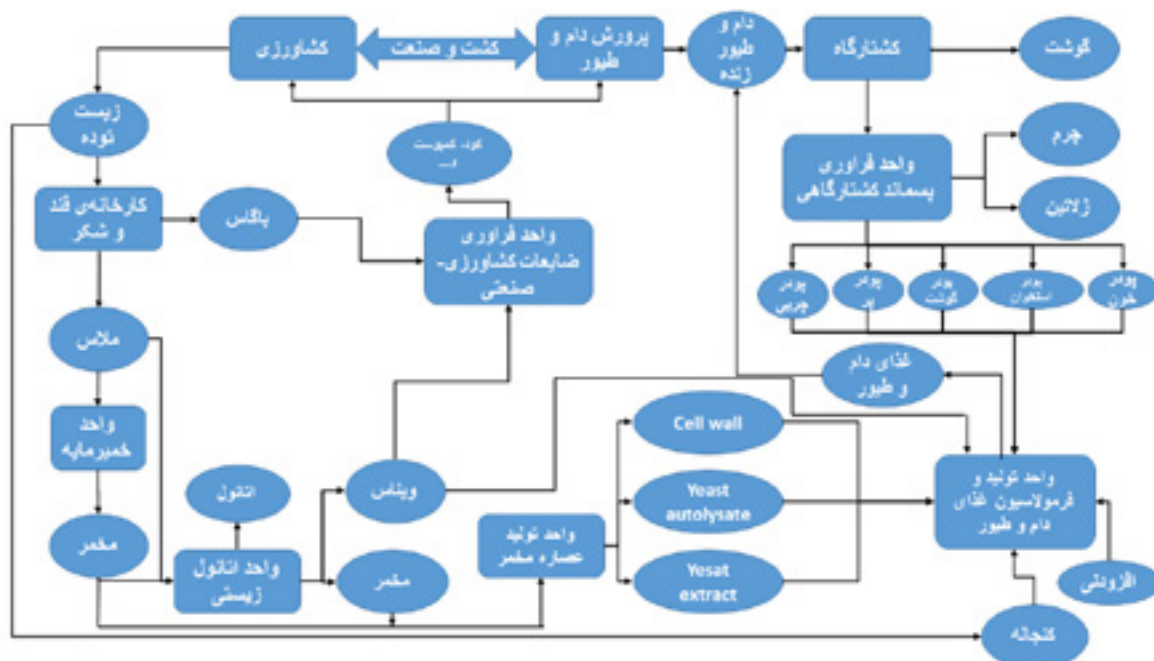 کشاورزی
کشت و صنعت
پرورش دام و
طیور
دام و
طیور
زنده
کشتارگاه
گوشت
زیست
توده
کود، کمپوست
و...
واحد فراوری
پسماند کشتارگاهی
چرم
ژلاتین
کارخانه‌ی قند
و شکر
باگاس
واحد فراوری
ضایعات کشاورزی-
صنعتی
پودر
چربی
پودر
پر
پودر
گوشت
پودر
استخوان
پودر
خون
ملاس
غذای دام
و طیور
واحد
خمیرمایه
Cell wall
اتانول
ویناس
Yeast
autolysate
واحد تولید و
فرمولاسیون غذای
دام و طیور
مخمر
واحد اتانول
زیستی
مخمر
واحد تولید
عصاره مخمر
Yesat
extract
افزودنی
کنجاله